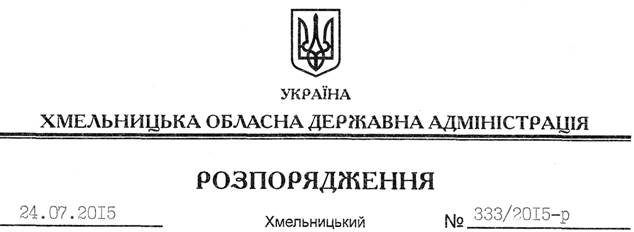 УКРАЇНА
ХМЕЛЬНИЦЬКА ОБЛАСНА ДЕРЖАВНА АДМІНІСТРАЦІЯ
РОЗПОРЯДЖЕННЯ
24.07.2015 Хмельницький № 333/2015-р